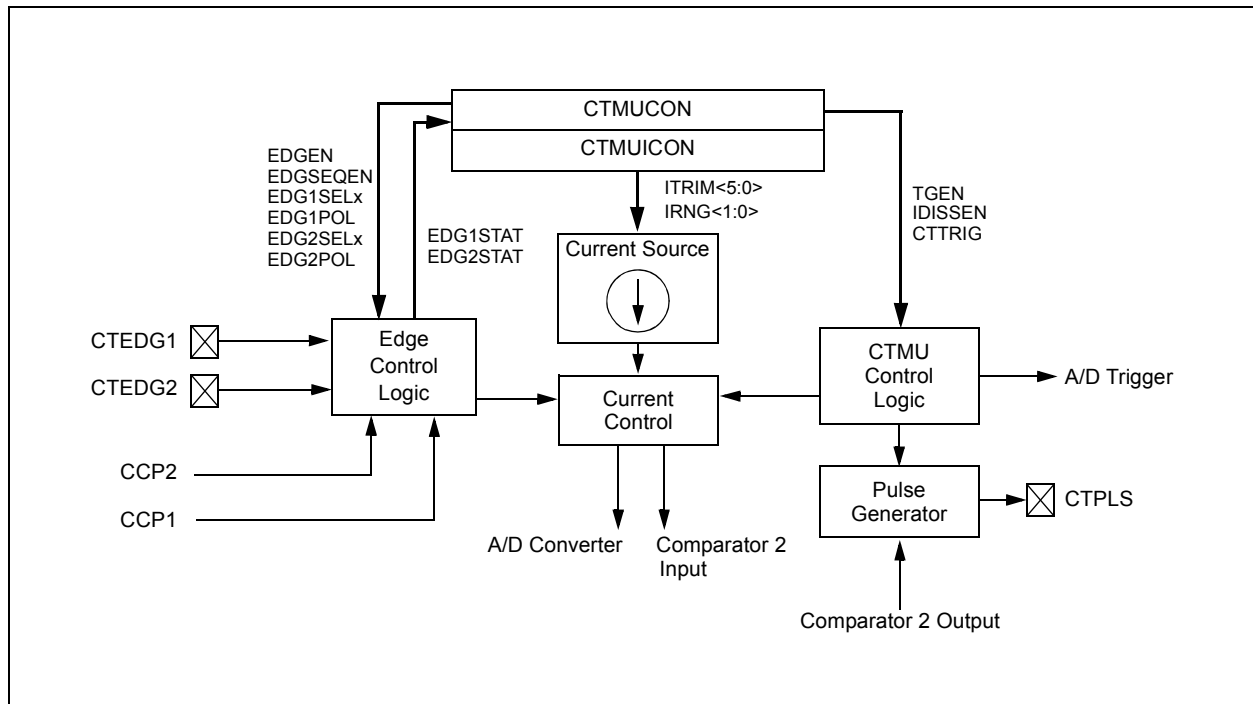 CTMUCON
CTMUICON
EDGEN
EDGSEQEN
EDG1SELx
EDG1POL
EDG2SELx
EDG2POL
EDG1STAT
EDG2STAT
ITRIM<5:0>
IRNG<1:0>
TGEN
IDISSEN
CTTRIG
Current Source
CTEDG1
CTEDG2
Edge
Control
Logic
Current
Control
CTMU
Control
Logic
A/D Trigger
CCP2
CCP1
Pulse
Generator
CTPLS
A/D Converter
Comparator 2
Input
Comparator 2 Output